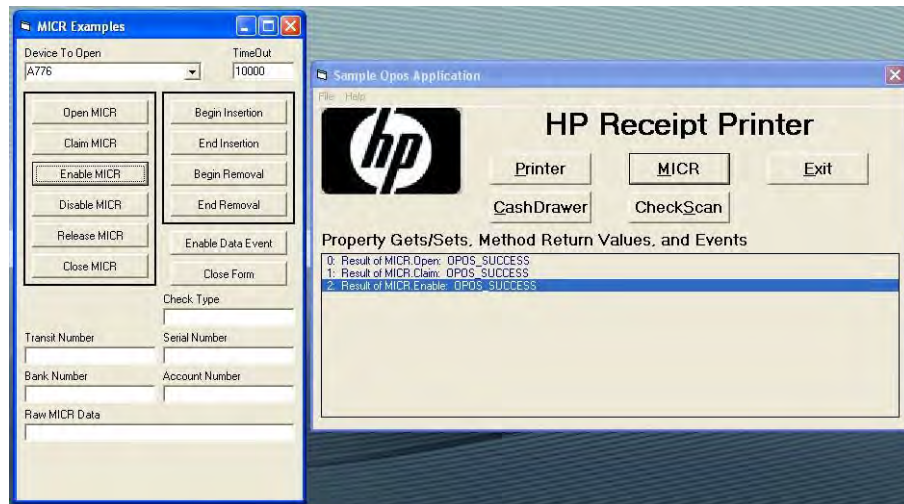 MICR Examples
Device To Open TimeOut
A776 10000
Open MICR Begin Insertion
Claim MICR End Insertion
Enable MICR Begin Removal
Disable MICR End Removal
Release MICR Enable Data Event
Close MICR Close Form
Check Type
Transit Number Serial Number
Bank Number Account Number
Raw MICR Data
Sample Opos Application
File Help
hp HP Receipt Printer
Printer MICR Exit
CashDrawer CheckScan
Property Gets/Sets, Method Return Values, and Events
0: Result of MICR.Open: OPOS_SUCCESS
1: Result of MICR.Claim: OPOS_SUCCESS
2: Result of MICR.Enable: OPOS_SUCCESS